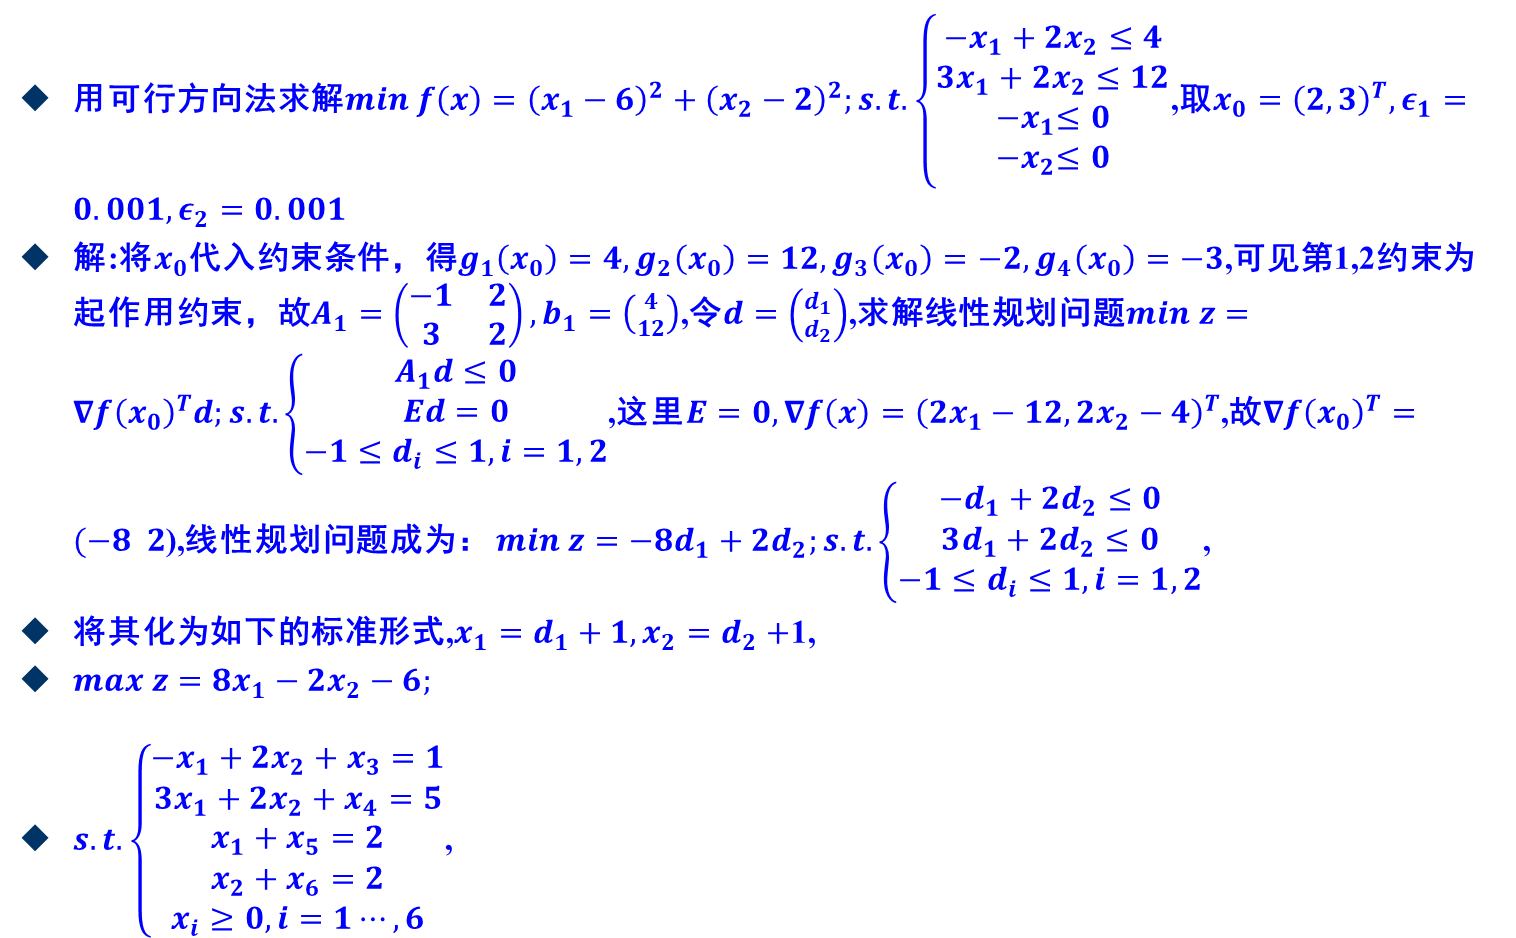 ◆ 用可行方向法求解min f(x) = (x₁ − 6)² + (x₂ − 2)²; s.t. { −x₁ + 2x₂ ≤ 4
3x₁ + 2x₂ ≤ 12
−x₁ ≤ 0
−x₂ ≤ 0 ,取x₀ = (2, 3)ᵀ, ϵ₁ =
0.001, ϵ₂ = 0.001
◆ 解:将x₀代入约束条件，得g₁(x₀) = 4, g₂(x₀) = 12, g₃(x₀) = −2, g₄(x₀) = −3,可见第1,2约束为
起作用约束，故A₁ = (−1 2
3 2), b₁ = (4
12),令d = (d₁
d₂),求解线性规划问题min z =
∇f(x₀)ᵀd; s.t. { A₁d ≤ 0
Ed = 0
−1 ≤ dᵢ ≤ 1, i = 1, 2 ,这里E = 0, ∇f(x) = (2x₁ − 12, 2x₂ − 4)ᵀ,故∇f(x₀)ᵀ =
(−8 2),线性规划问题成为：min z = −8d₁ + 2d₂; s.t. { −d₁ + 2d₂ ≤ 0
3d₁ + 2d₂ ≤ 0
−1 ≤ dᵢ ≤ 1, i = 1, 2 ,
◆ 将其化为如下的标准形式,x₁ = d₁ + 1, x₂ = d₂ +1,
◆ max z = 8x₁ − 2x₂ − 6;
◆ s.t. { −x₁ + 2x₂ + x₃ = 1
3x₁ + 2x₂ + x₄ = 5
x₁ + x₅ = 2
x₂ + x₆ = 2
xᵢ ≥ 0, i = 1 ⋯, 6 ,